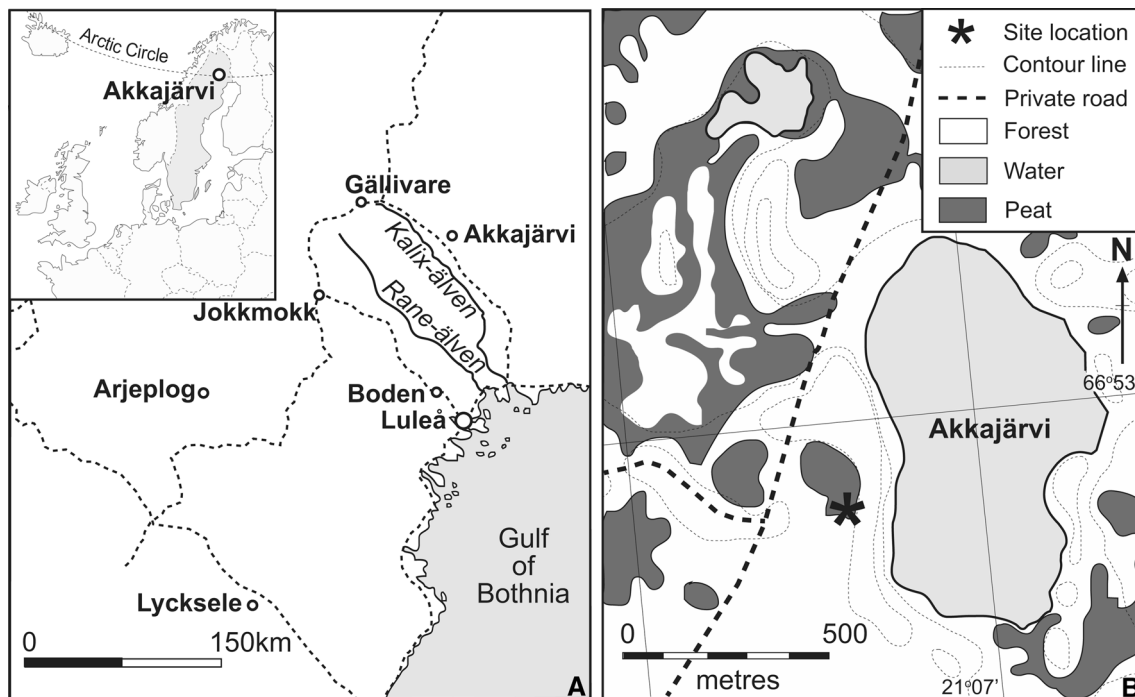 Arctic Circle
Akkajärvi
Gällivare
Akkajärvi
Kalix-älven
Rane-älven
Jokkmokk
Arjeplog
Boden
Luleå
Gulf
of
Bothnia
Lycksele
0
150km
A
Site location
Contour line
Private road
Forest
Water
Peat
N
66°53
Akkajärvi
0
500
metres
21°07'
B